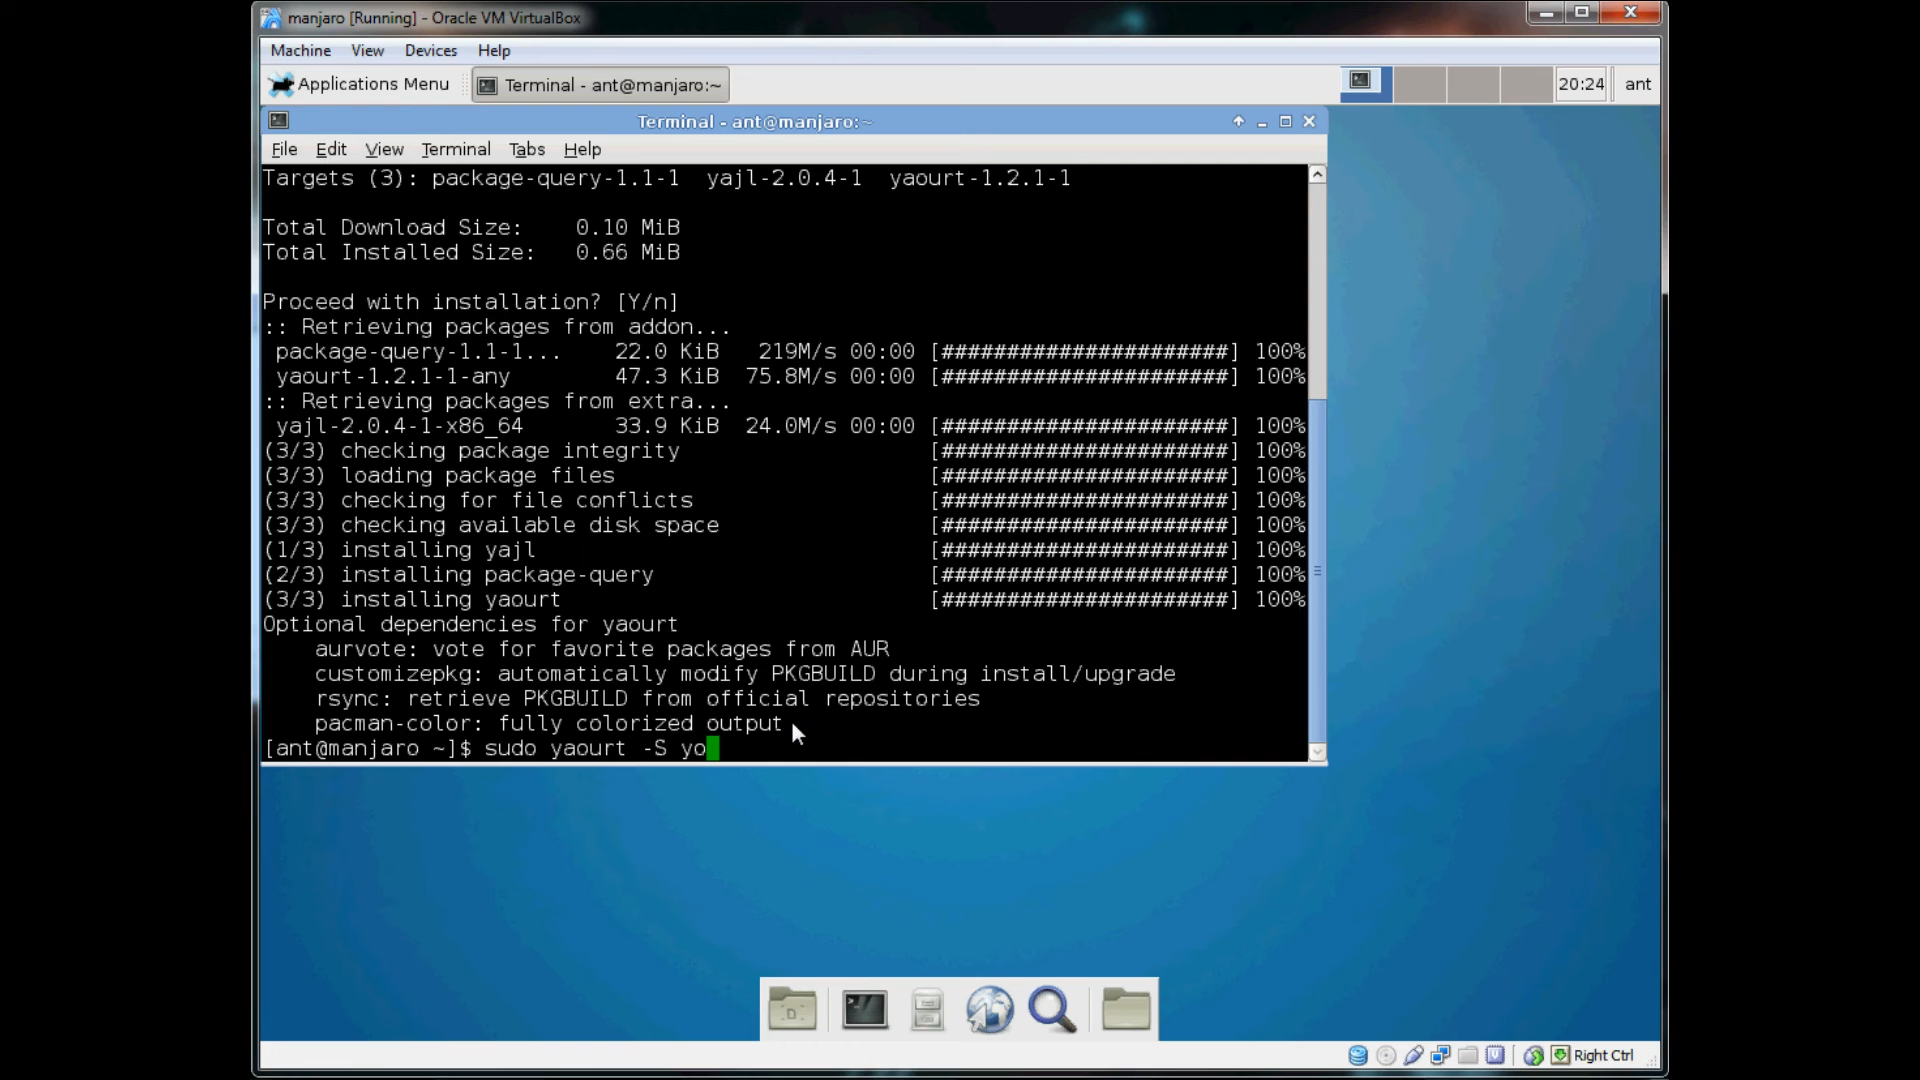 manjaro [Running] - Oracle VM VirtualBox
Machine View Devices Help
Applications Menu Terminal - ant@manjaro:~ 20:24 ant
Terminal - ant@manjaro:~
File Edit View Terminal Tabs Help
Targets (3): package-query-1.1-1 yajl-2.0.4-1 yaourt-1.2.1-1
Total Download Size: 0.10 MiB
Total Installed Size: 0.66 MiB
Proceed with installation? [Y/n]
:: Retrieving packages from addon...
package-query-1.1-1... 22.0 KiB 219M/s 00:00 [######################] 100%
yaourt-1.2.1-1-any 47.3 KiB 75.8M/s 00:00 [######################] 100%
:: Retrieving packages from extra...
yajl-2.0.4-1-x86_64 33.9 KiB 24.0M/s 00:00 [######################] 100%
(3/3) checking package integrity [######################] 100%
(3/3) loading package files [######################] 100%
(3/3) checking for file conflicts [######################] 100%
(3/3) checking available disk space [######################] 100%
(1/3) installing yajl [######################] 100%
(2/3) installing package-query [######################] 100%
(3/3) installing yaourt [######################] 100%
Optional dependencies for yaourt
aurvote: vote for favorite packages from AUR
customizepkg: automatically modify PKGBUILD during install/upgrade
rsync: retrieve PKGBUILD from official repositories
pacman-color: fully colorized output
[ant@manjaro ~]$ sudo yaourt -S yo
Right Ctrl